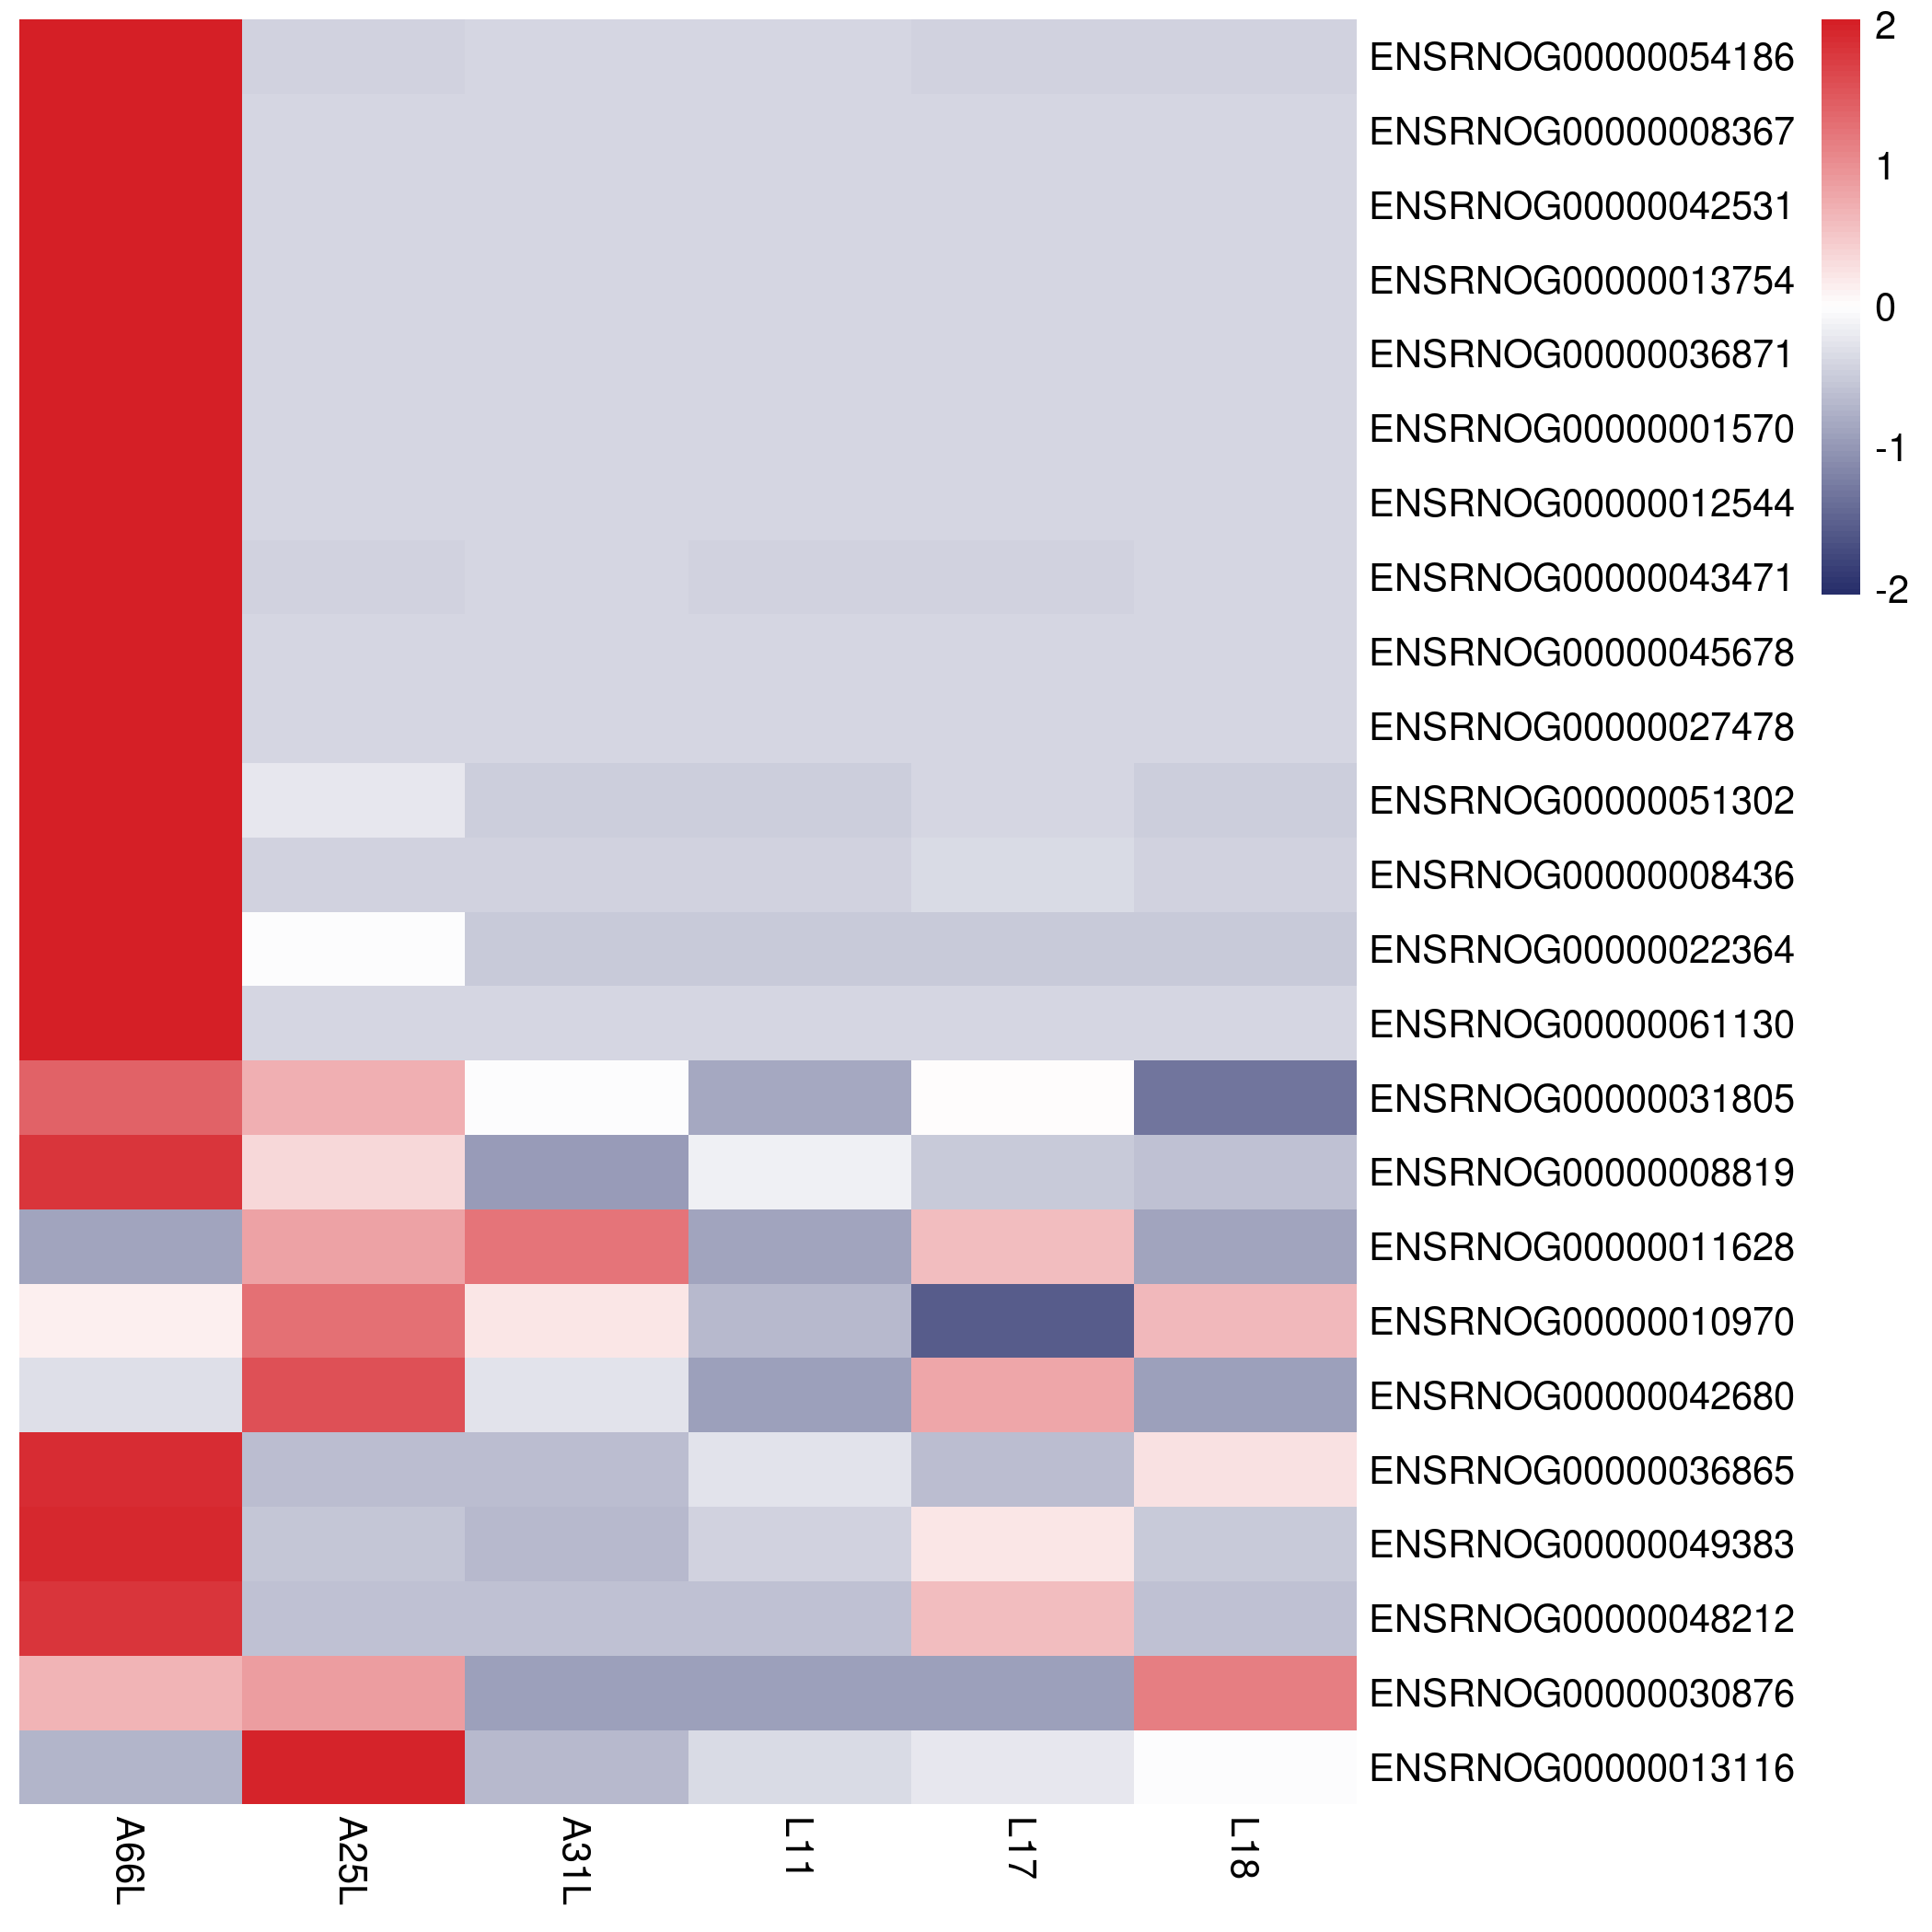 ENSRNOG00000054186
ENSRNOG00000008367
ENSRNOG00000042531
ENSRNOG00000013754
ENSRNOG00000036871
ENSRNOG00000001570
ENSRNOG00000012544
ENSRNOG00000043471
ENSRNOG00000045678
ENSRNOG00000027478
ENSRNOG00000051302
ENSRNOG00000008436
ENSRNOG00000022364
ENSRNOG00000061130
ENSRNOG00000031805
ENSRNOG00000008819
ENSRNOG00000011628
ENSRNOG00000010970
ENSRNOG00000042680
ENSRNOG00000036865
ENSRNOG00000049383
ENSRNOG00000048212
ENSRNOG00000030876
ENSRNOG00000013116
2
1
0
-1
-2
A66L
A25L
A31L
L11
L17
L18